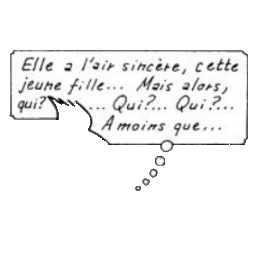 Elle a l'air sincère, cette
jeune fille... Mais alors,
qui? ... Qui?... Qui?...
A moins que...